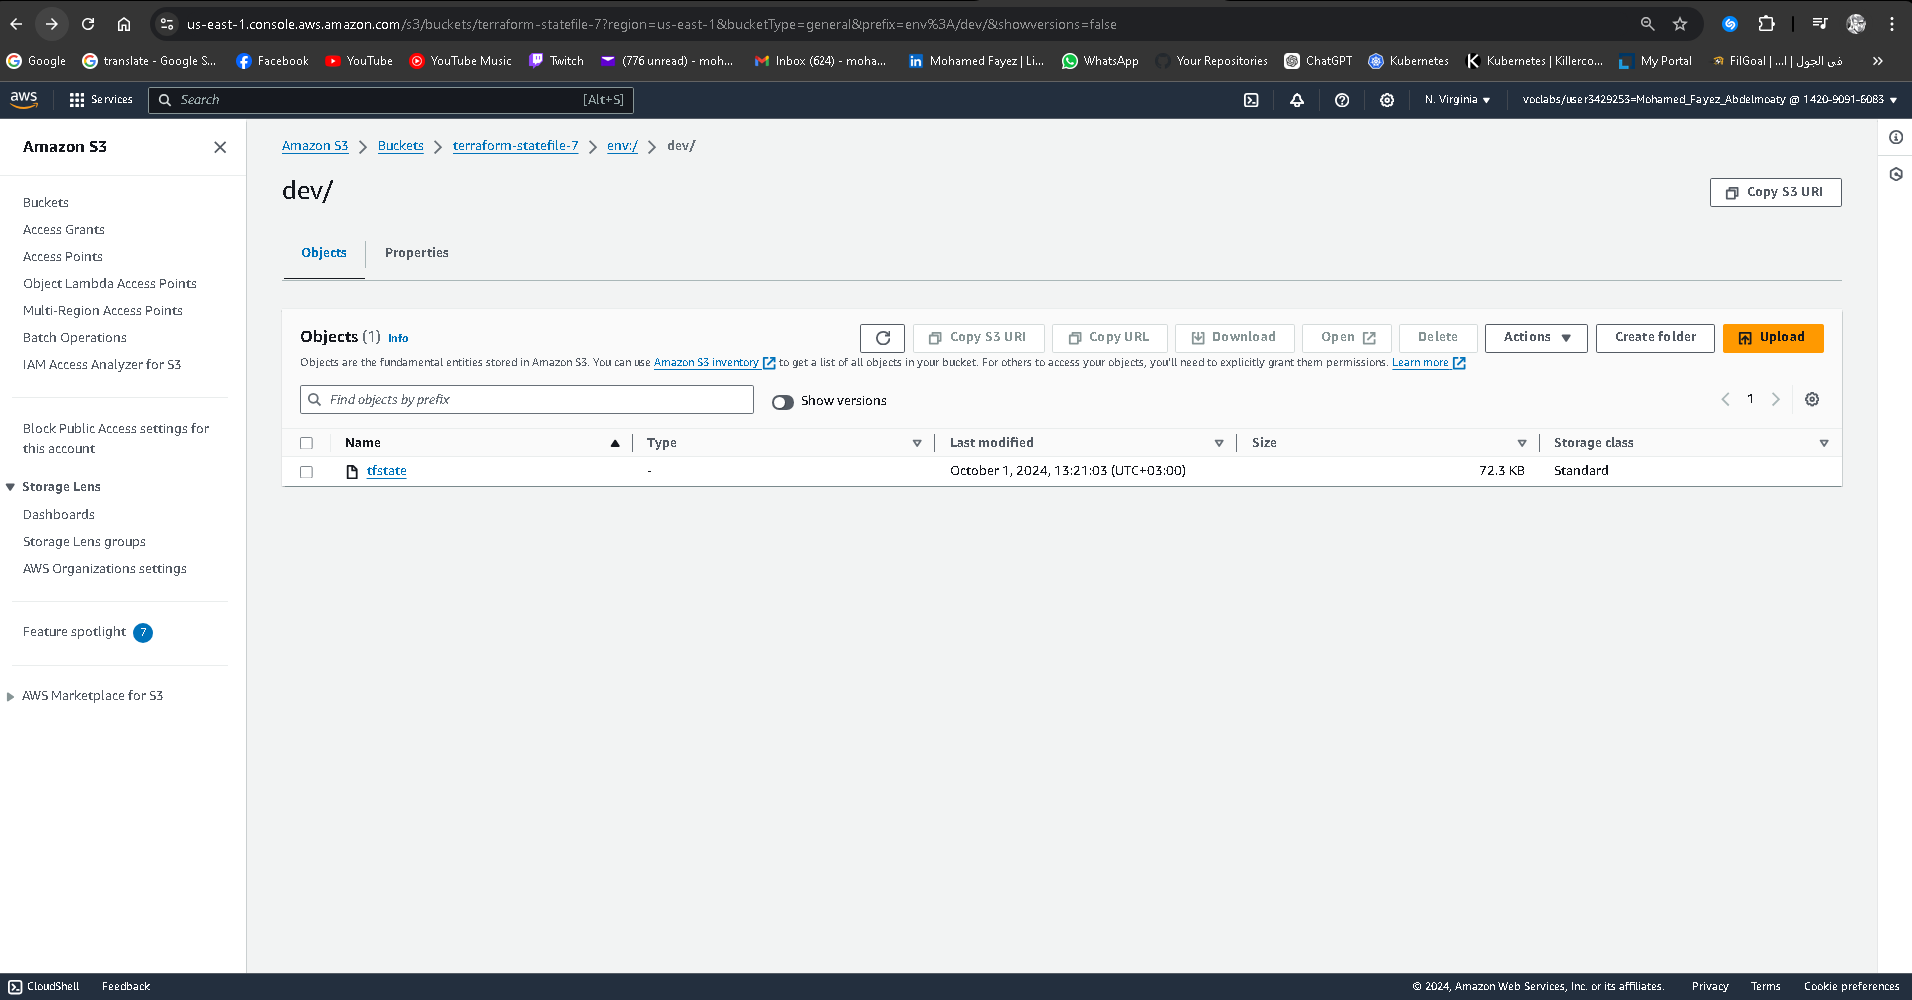 us-east-1.console.aws.amazon.com/s3/buckets/terraform-statefile-7?region=us-east-1&bucketType=general&prefix=env%3A/dev/&showversions=false
Google translate - Google S... Facebook YouTube YouTube Music Twitch (776 unread) - moh... Inbox (624) - moha... Mohamed Fayez | Li... WhatsApp Your Repositories ChatGPT Kubernetes Kubernetes | Killerco... My Portal FilGoal | ...في الجول | ا »
aws Services Search [Alt+S] N. Virginia voclabs/user3429253=Mohamed_Fayez_Abdelmoaty @ 1420-9091-6083
Amazon S3
Buckets
Access Grants
Access Points
Object Lambda Access Points
Multi-Region Access Points
Batch Operations
IAM Access Analyzer for S3
Block Public Access settings for
this account
Storage Lens
Dashboards
Storage Lens groups
AWS Organizations settings
Feature spotlight 7
AWS Marketplace for S3
Amazon S3 > Buckets > terraform-statefile-7 > env:/ > dev/
dev/
Copy S3 URI
Objects Properties
Objects (1) Info
Copy S3 URI Copy URL Download Open Delete Actions Create folder Upload
Objects are the fundamental entities stored in Amazon S3. You can use Amazon S3 inventory to get a list of all objects in your bucket. For others to access your objects, you'll need to explicitly grant them permissions. Learn more
Find objects by prefix Show versions 1
Name Type Last modified Size Storage class
tfstate - October 1, 2024, 13:21:03 (UTC+03:00) 72.3 KB Standard
CloudShell Feedback © 2024, Amazon Web Services, Inc. or its affiliates. Privacy Terms Cookie preferences